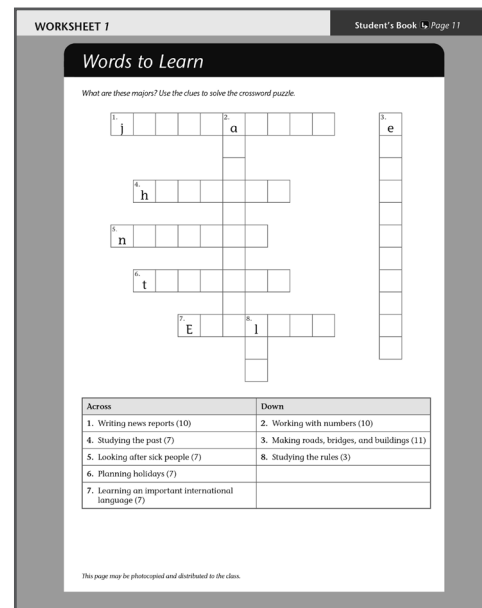 WORKSHEET 1
Student's Book Page 11
Words to Learn
What are these majors? Use the clues to solve the crossword puzzle.
1. j 2. a 3. e
4. h
5. n
6. t
7. E 8. l
Across Down
1. Writing news reports (10) 2. Working with numbers (10)
4. Studying the past (7) 3. Making roads, bridges, and buildings (11)
5. Looking after sick people (7) 8. Studying the rules (3)
6. Planning holidays (7)
7. Learning an important international
language (7)
This page may be photocopied and distributed to the class.